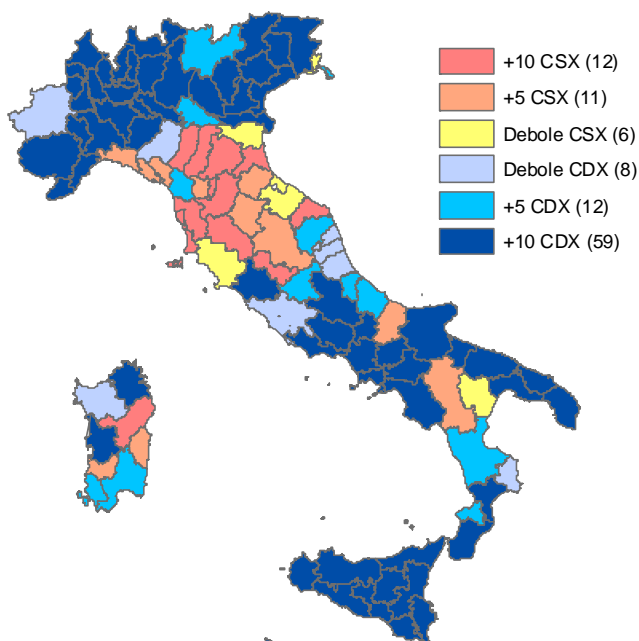 +10 CSX (12)
+5 CSX (11)
Debole CSX (6)
Debole CDX (8)
+5 CDX (12)
+10 CDX (59)